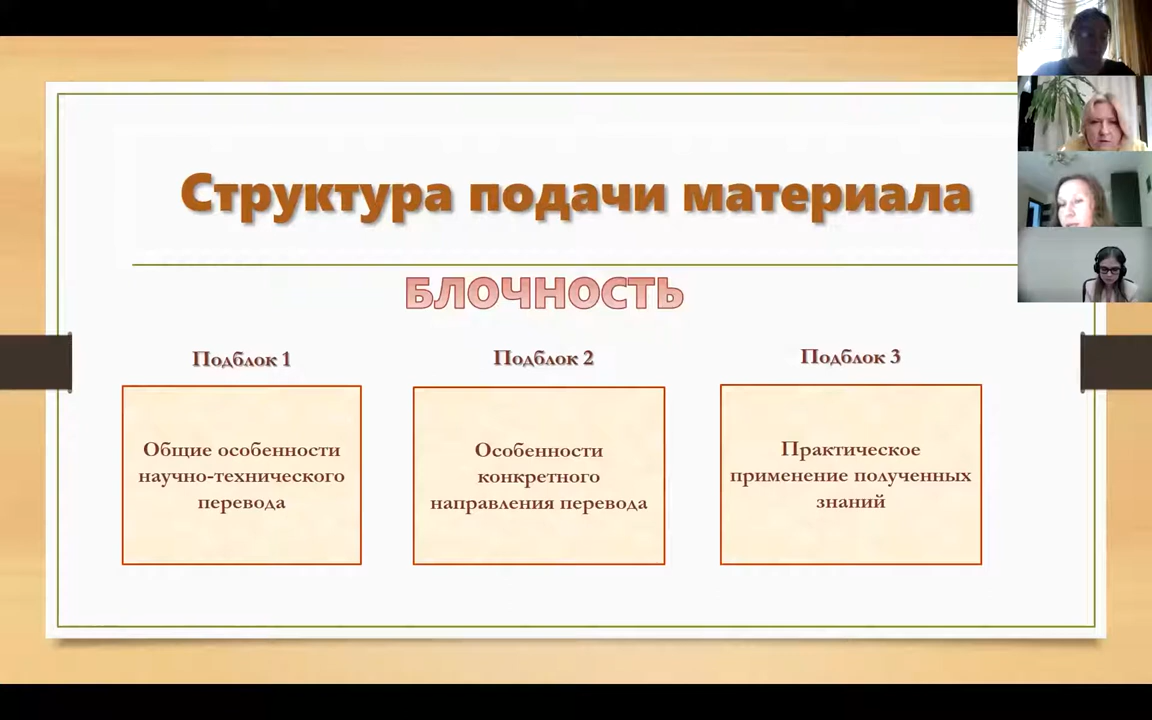 Структура подачи материала
БЛОЧНОСТЬ
Подблок 1
Общие особенности
научно-технического
перевода
Подблок 2
Особенности
конкретного
направления перевода
Подблок 3
Практическое
применение полученных
знаний